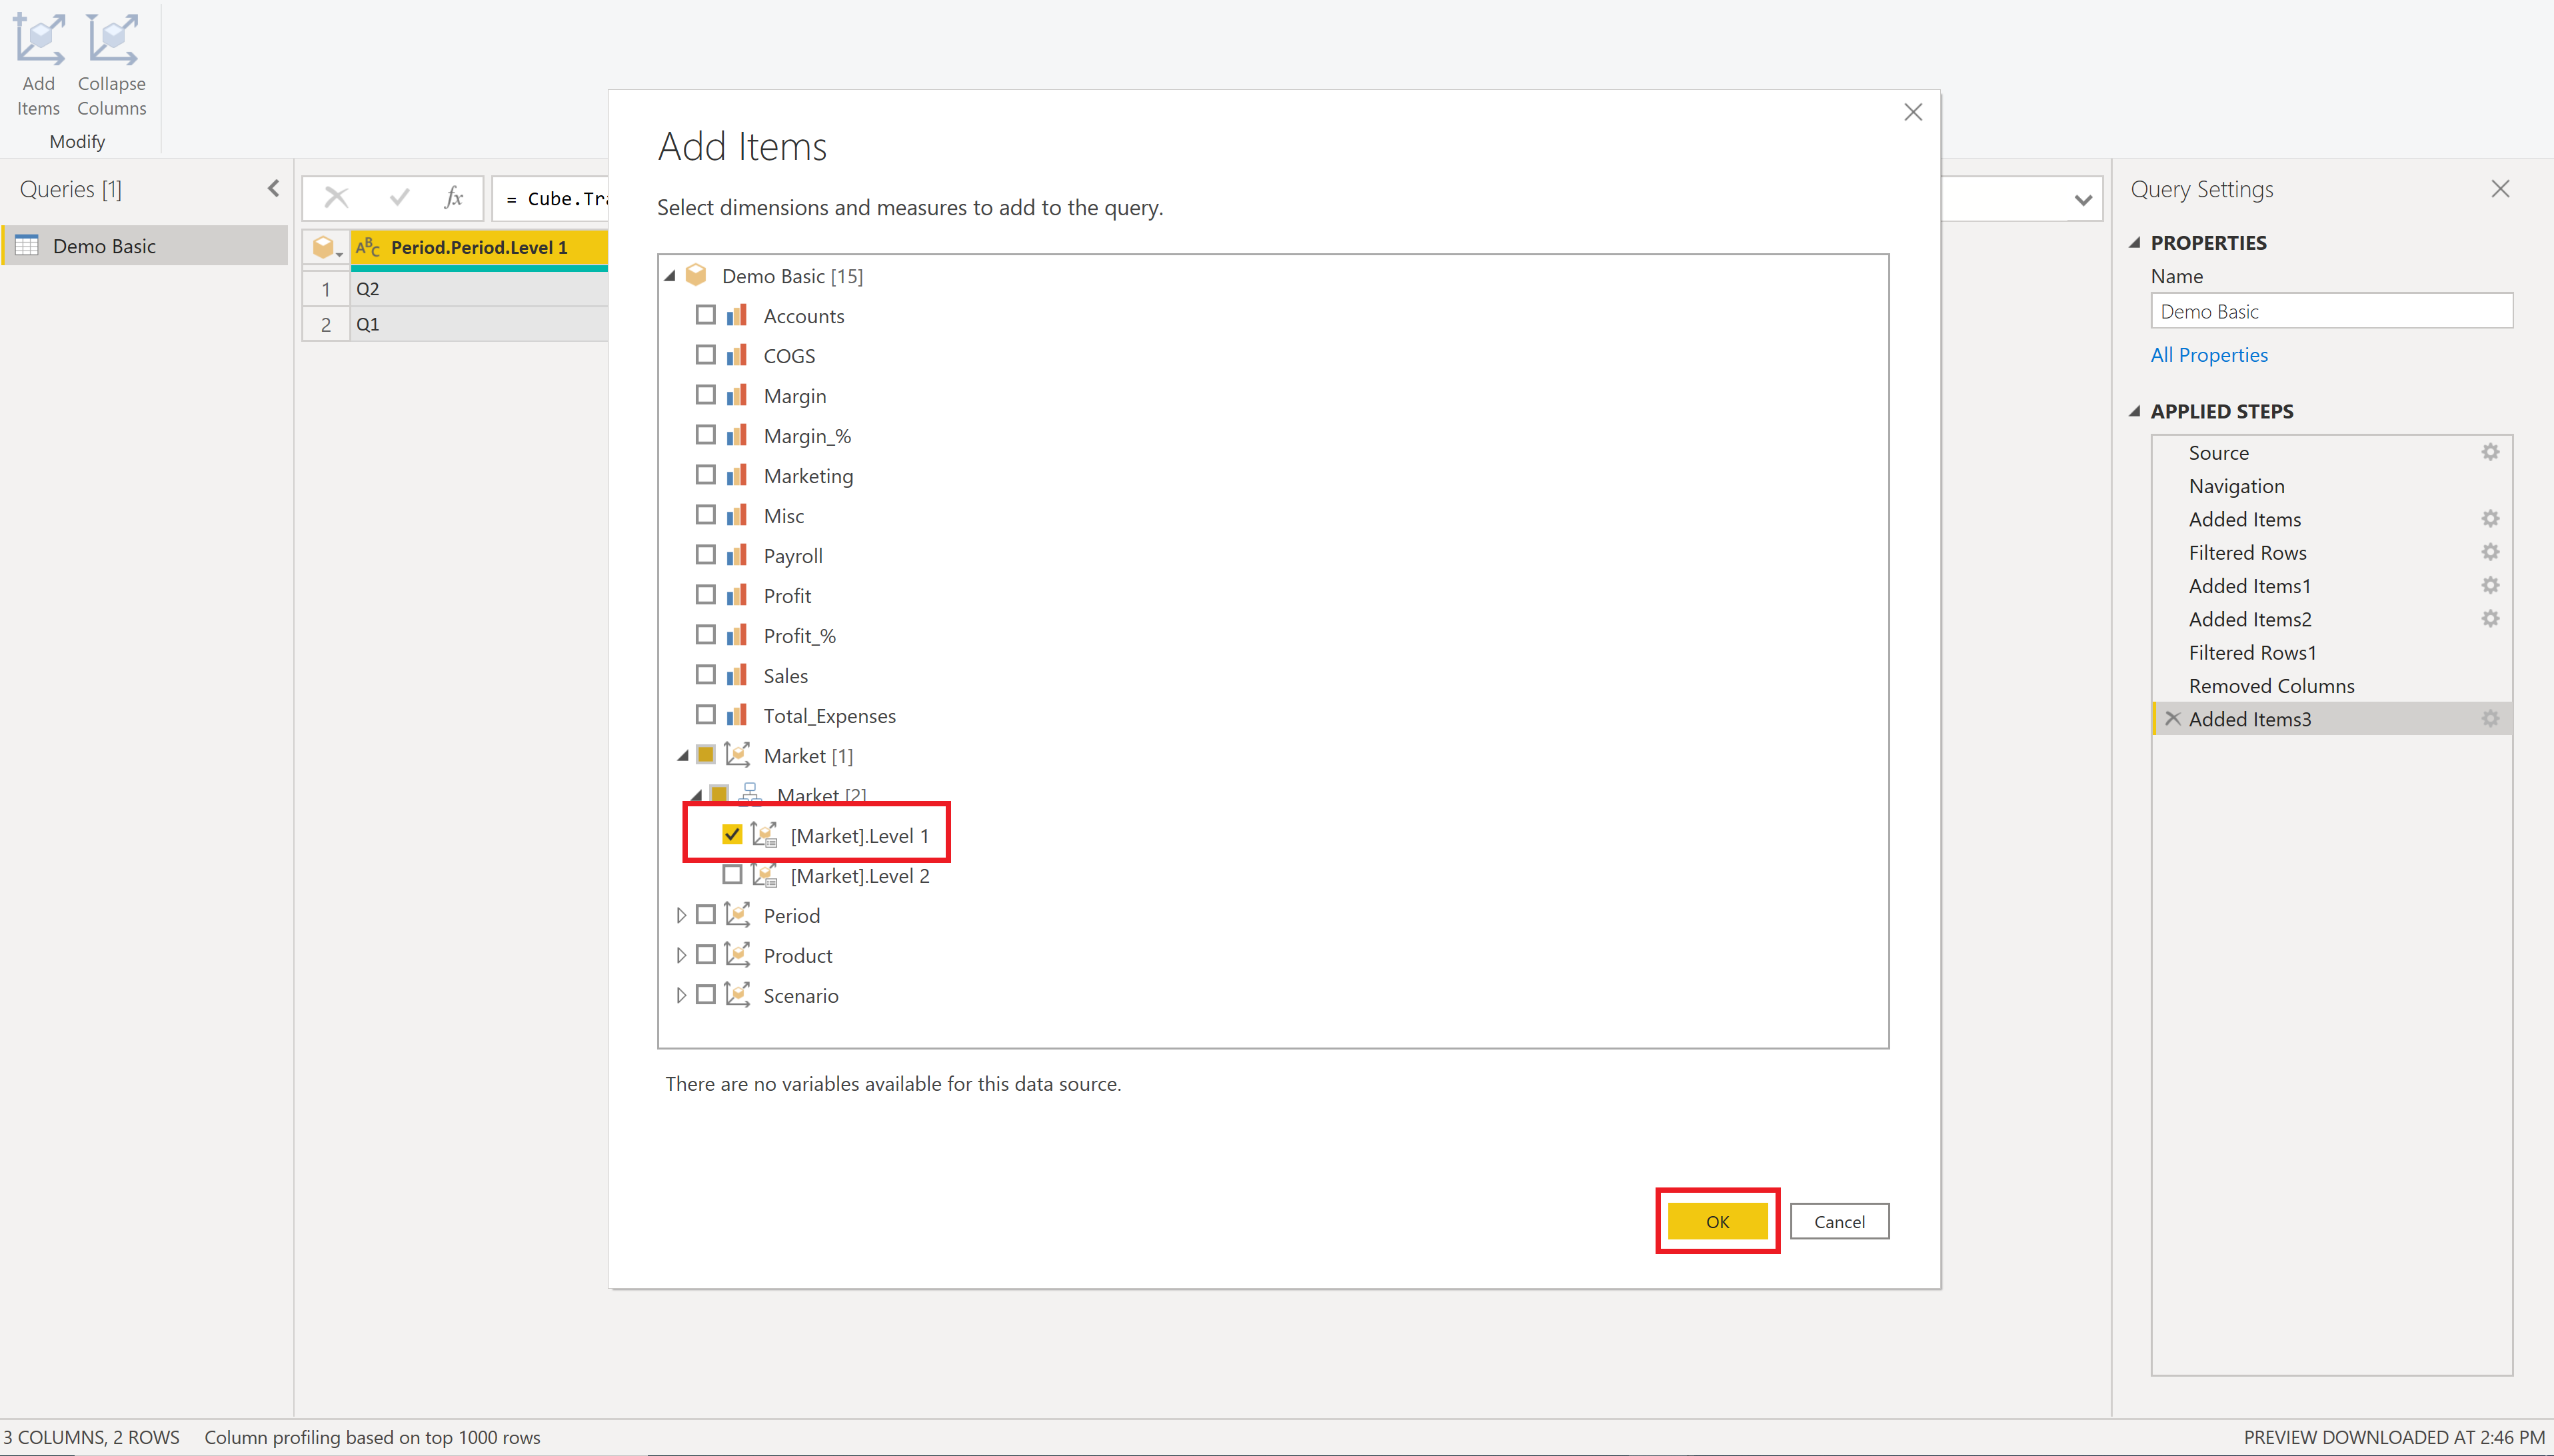 Add Items
Collapse Columns
Modify
Queries [1]
Demo Basic
fx
= Cube.Tra
ABC Period.Period.Level 1
1 Q2
2 Q1
Add Items
Select dimensions and measures to add to the query.
Demo Basic [15]
Accounts
COGS
Margin
Margin_%
Marketing
Misc
Payroll
Profit
Profit_%
Sales
Total_Expenses
Market [1]
Market [2]
[Market].Level 1
[Market].Level 2
Period
Product
Scenario
There are no variables available for this data source.
OK
Cancel
Query Settings
PROPERTIES
Name
Demo Basic
All Properties
APPLIED STEPS
Source
Navigation
Added Items
Filtered Rows
Added Items1
Added Items2
Filtered Rows1
Removed Columns
Added Items3
3 COLUMNS, 2 ROWS
Column profiling based on top 1000 rows
PREVIEW DOWNLOADED AT 2:46 PM